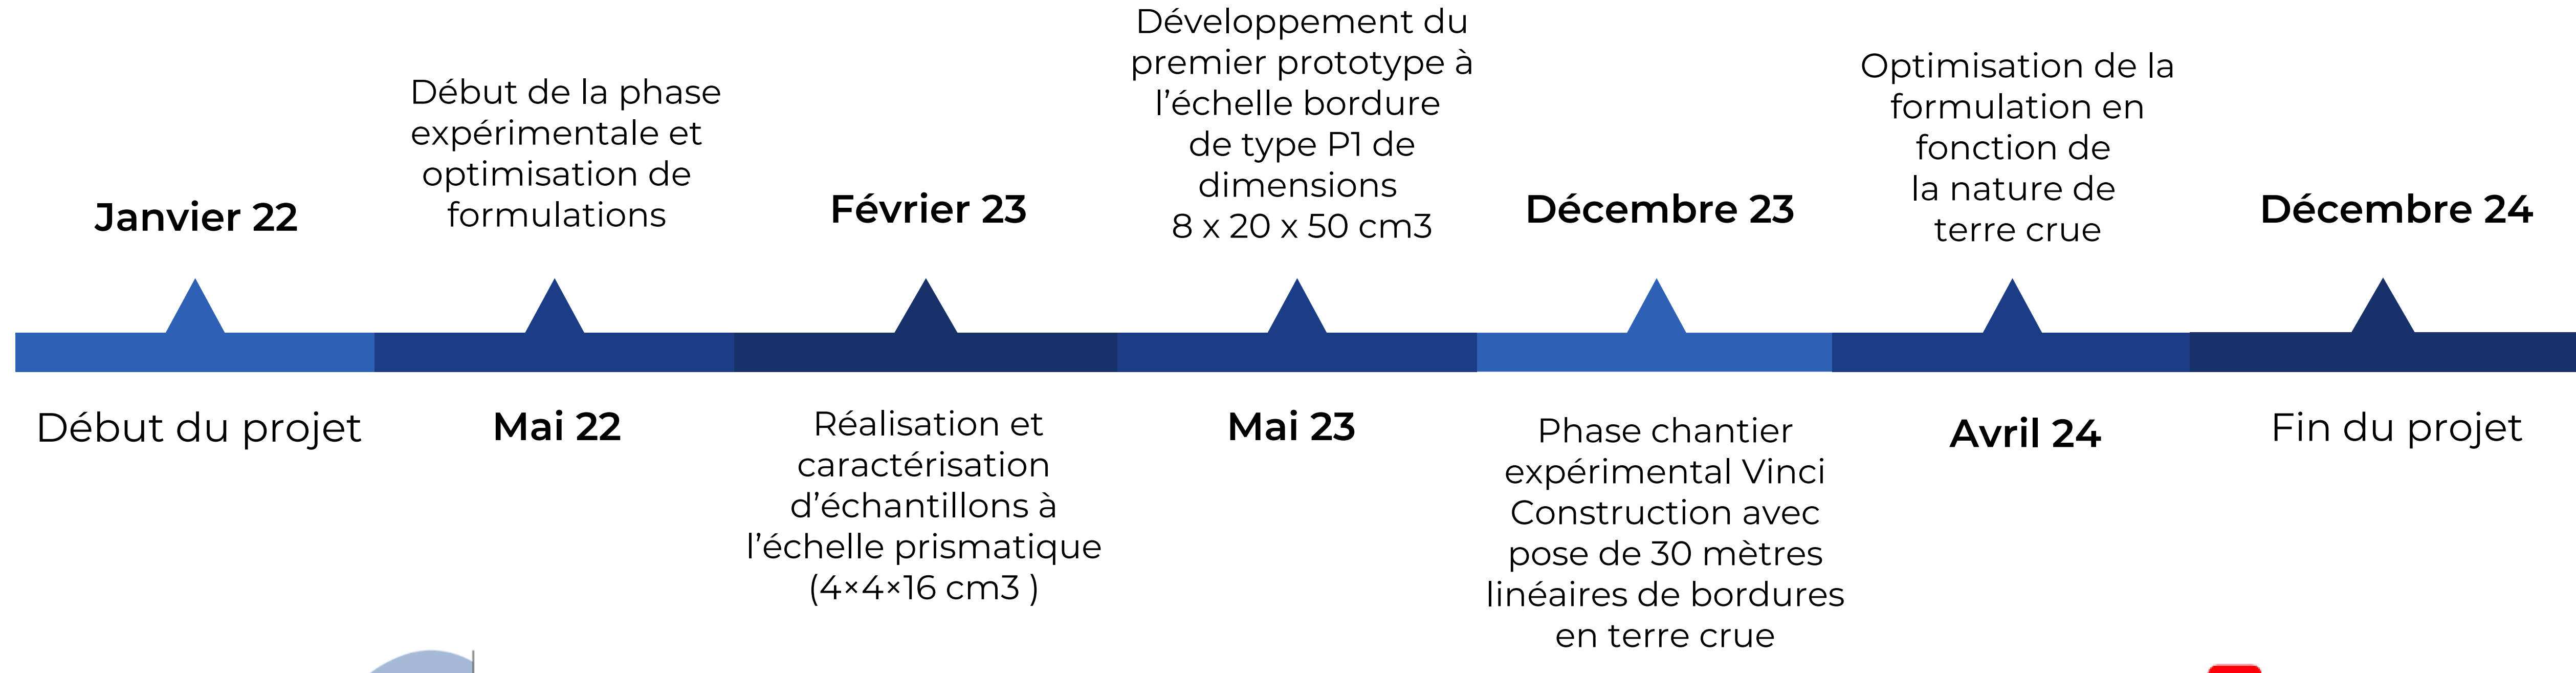 Janvier 22
Début du projet
Début de la phase
expérimentale et
optimisation de
formulations
Mai 22
Février 23
Réalisation et
caractérisation
d’échantillons à
l’échelle prismatique
(4×4×16 cm3 )
Développement du
premier prototype à
l’échelle bordure
de type P1 de
dimensions
8 x 20 x 50 cm3
Mai 23
Décembre 23
Phase chantier
expérimental Vinci
Construction avec
pose de 30 mètres
linéaires de bordures
en terre crue
Optimisation de la
formulation en
fonction de
la nature de
terre crue
Avril 24
Décembre 24
Fin du projet